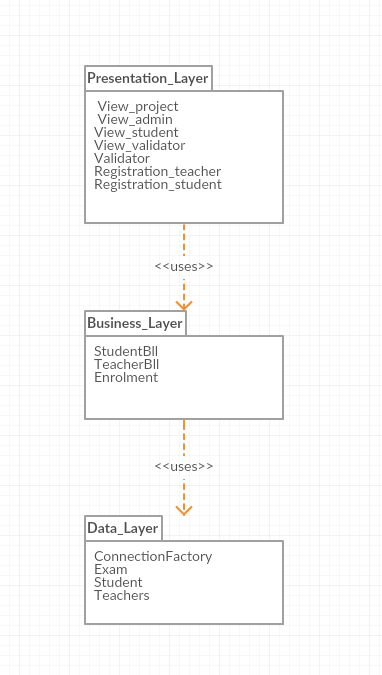 Presentation_Layer
View_project
View_admin
View_student
View_validator
Validator
Registration_teacher
Registration_student
<<uses>>
Business_Layer
StudentBll
TeacherBll
Enrolment
<<uses>>
Data_Layer
ConnectionFactory
Exam
Student
Teachers